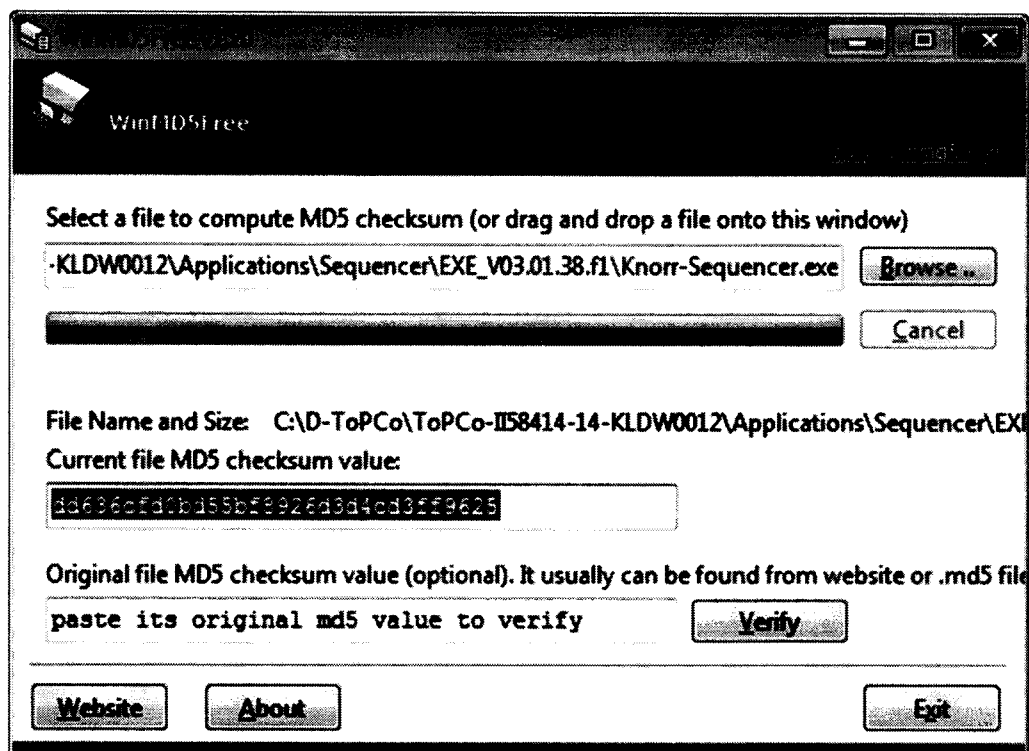 WinMD5Free
Select a file to compute MD5 checksum (or drag and drop a file onto this window)
-KLDW0012\Applications\Sequencer\EXE_V03.01.38.f1\Knorr-Sequencer.exe
Browse ..
Cancel
File Name and Size: C:\D-ToPCo\ToPCo-II58414-14-KLDW0012\Applications\Sequencer\EXE
Current file MD5 checksum value:
Original file MD5 checksum value (optional). It usually can be found from website or .md5 file
paste its original md5 value to verify
Verify
Website
About
Exit